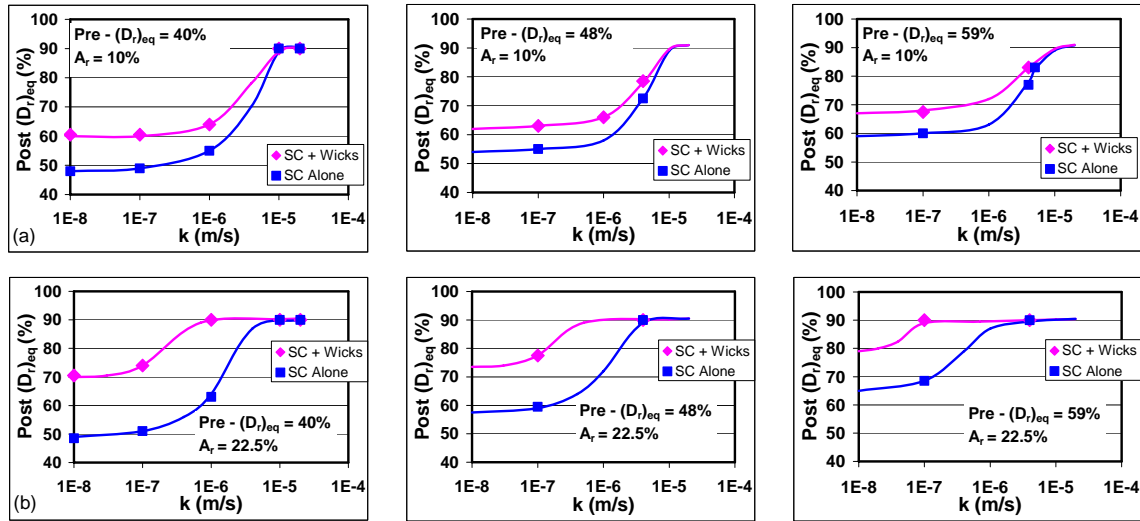 (a)
Post (Dr)eq (%)
100
90
80
70
60
50
40
Pre - (Dr)eq = 40%
Ar = 10%
SC + Wicks
SC Alone
1E-8 1E-7 1E-6 1E-5 1E-4
k (m/s)
Post (Dr)eq (%)
100
90
80
70
60
50
40
Pre - (Dr)eq = 48%
Ar = 10%
SC + Wicks
SC Alone
1E-8 1E-7 1E-6 1E-5 1E-4
k (m/s)
Post (Dr)eq (%)
100
90
80
70
60
50
40
Pre - (Dr)eq = 59%
Ar = 10%
SC + Wicks
SC Alone
1E-8 1E-7 1E-6 1E-5 1E-4
k (m/s)
(b)
Post (Dr)eq (%)
100
90
80
70
60
50
40
SC + Wicks
SC Alone
Pre - (Dr)eq = 40%
Ar = 22.5%
1E-8 1E-7 1E-6 1E-5 1E-4
k (m/s)
Post (Dr)eq (%)
100
90
80
70
60
50
40
SC + Wicks
SC Alone
Pre - (Dr)eq = 48%
Ar = 22.5%
1E-8 1E-7 1E-6 1E-5 1E-4
k (m/s)
Post (Dr)eq (%)
100
90
80
70
60
50
40
SC + Wicks
SC Alone
Pre - (Dr)eq = 59%
Ar = 22.5%
1E-8 1E-7 1E-6 1E-5 1E-4
k (m/s)